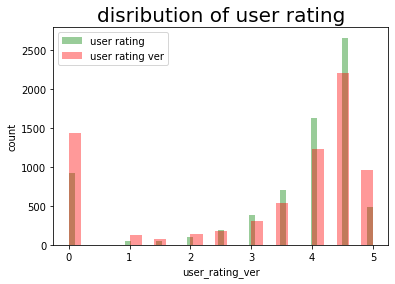 disribution of user rating
user rating
user rating ver
count
2500
2000
1500
1000
500
0
0 1 2 3 4 5
user_rating_ver